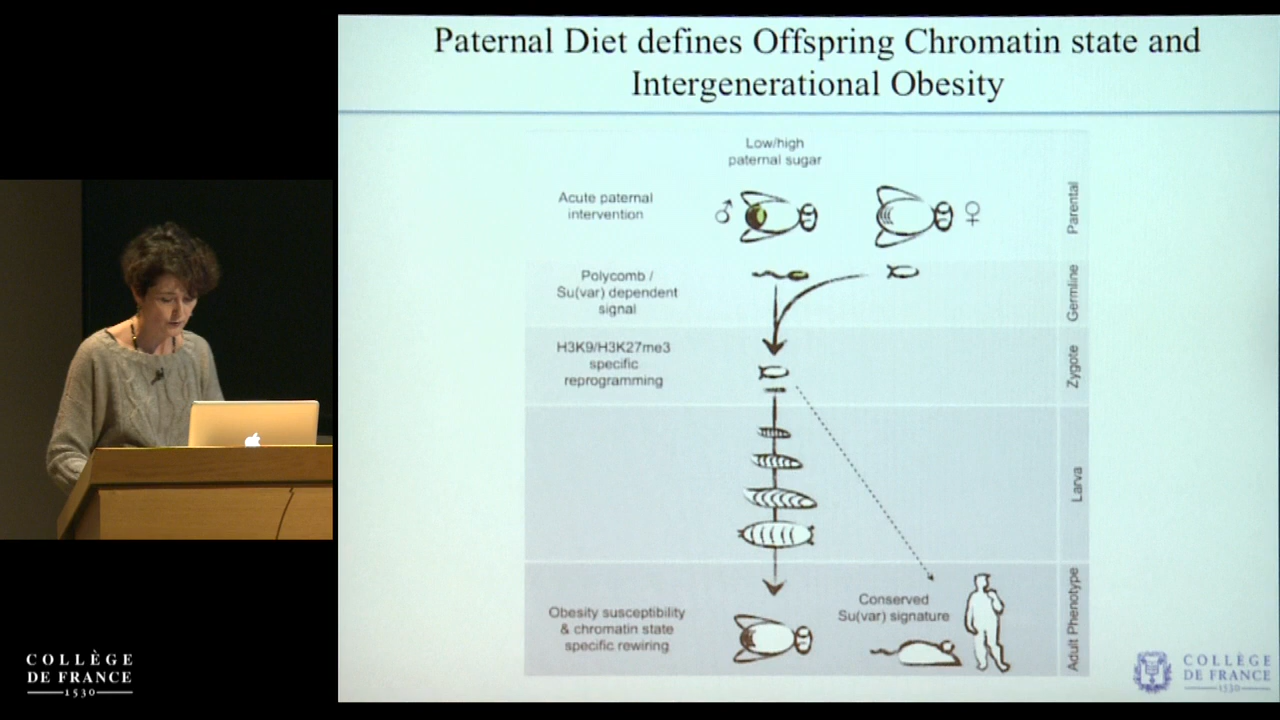 Paternal Diet defines Offspring Chromatin state and
Intergenerational Obesity
Low/high
paternal sugar
Acute paternal
intervention
♂
♀
Parental
Polycomb /
Su(var) dependent
signal
Germline
H3K9/H3K27me3
specific
reprogramming
Zygote
Larva
Obesity susceptibility
& chromatin state
specific rewiring
Conserved
Su(var) signature
Adult Phenotype
COLLÈGE
DE FRANCE
1530
COLLÈGE
DE FRANCE
1530